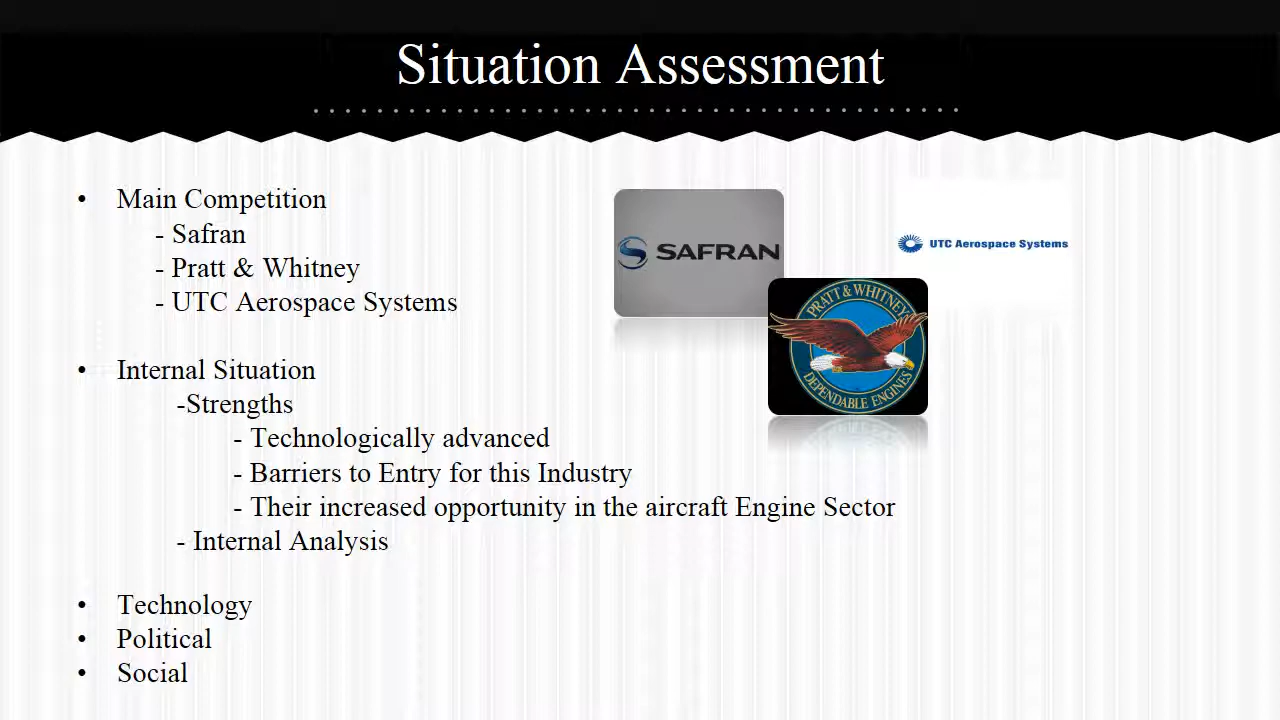 Situation Assessment
• Main Competition
- Safran
- Pratt & Whitney
- UTC Aerospace Systems
• Internal Situation
-Strengths
- Technologically advanced
- Barriers to Entry for this Industry
- Their increased opportunity in the aircraft Engine Sector
- Internal Analysis
• Technology
• Political
• Social
SAFRAN
UTC Aerospace Systems
PRATT & WHITNEY
DEPENDABLE ENGINES